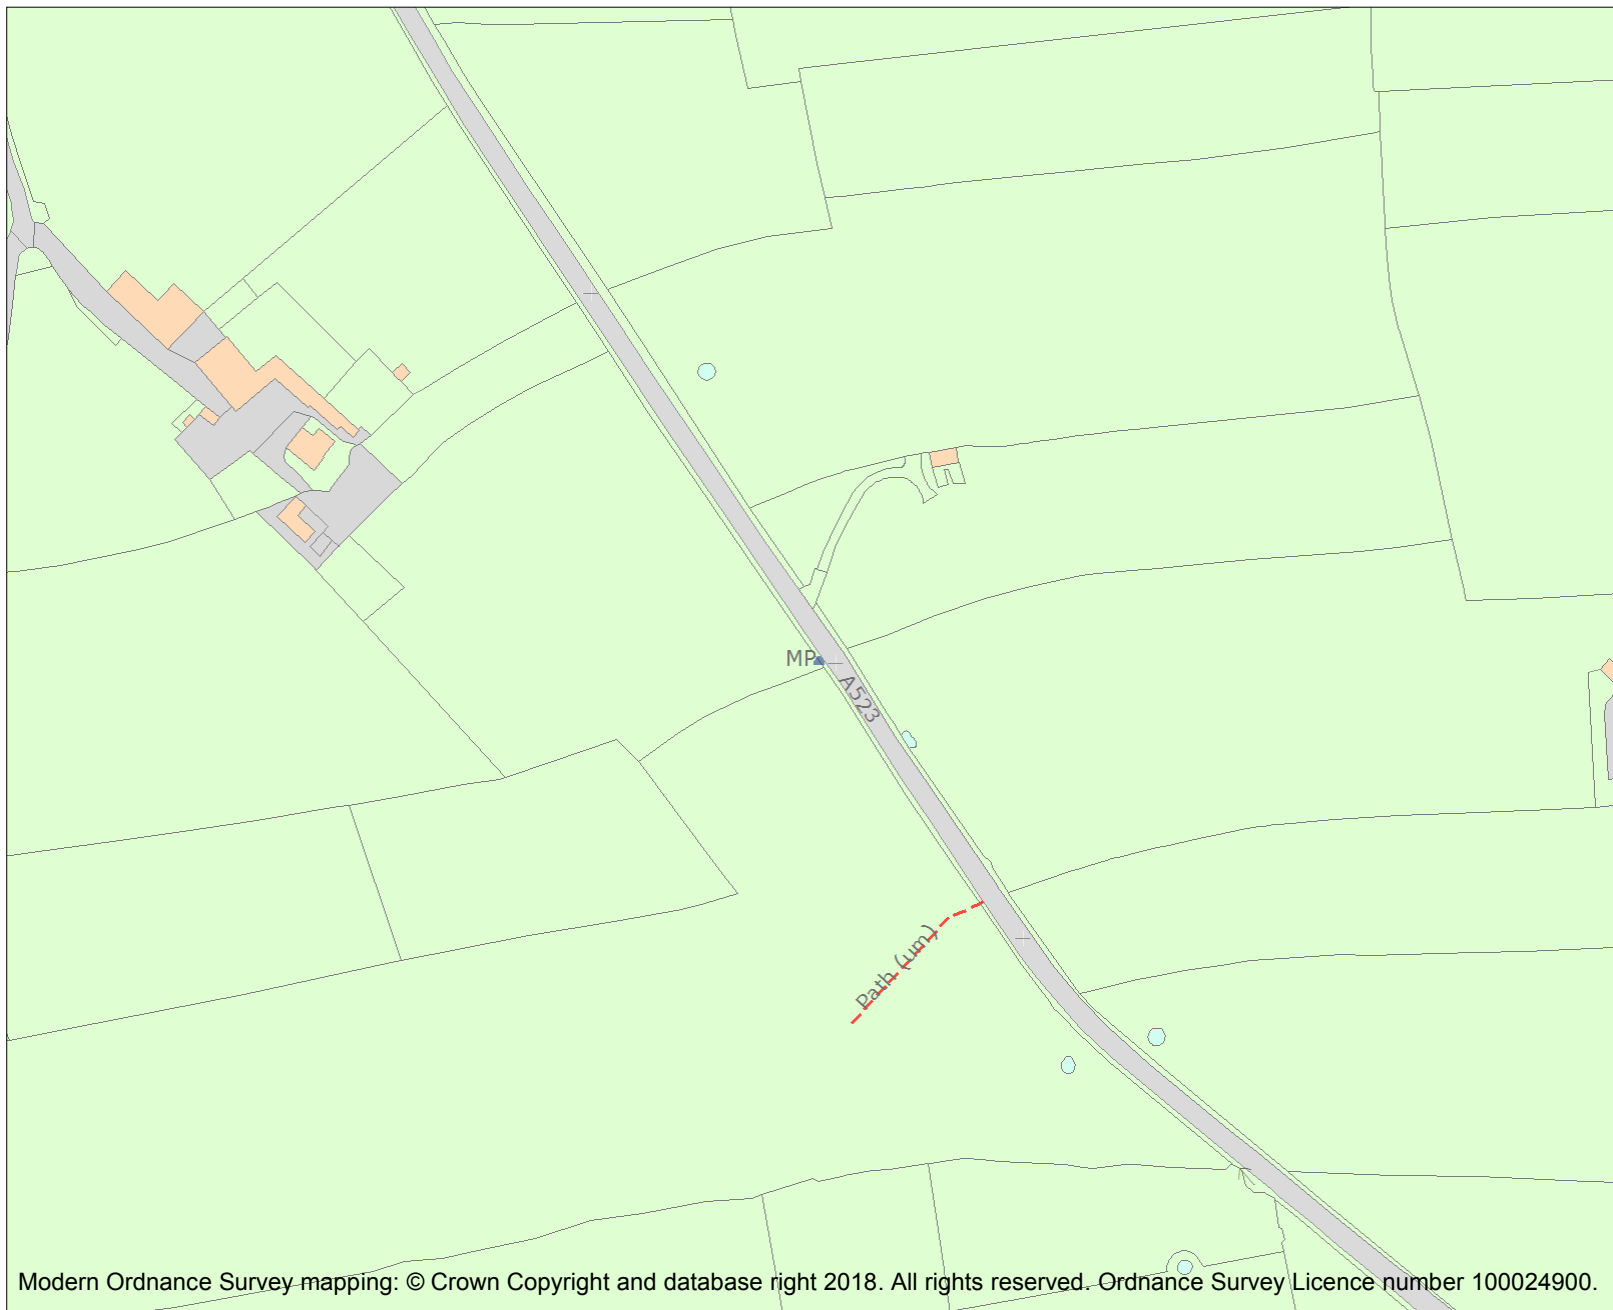 MP
A523
Path (um)
Modern Ordnance Survey mapping: © Crown Copyright and database right 2018. All rights reserved. Ordnance Survey Licence number 100024900.